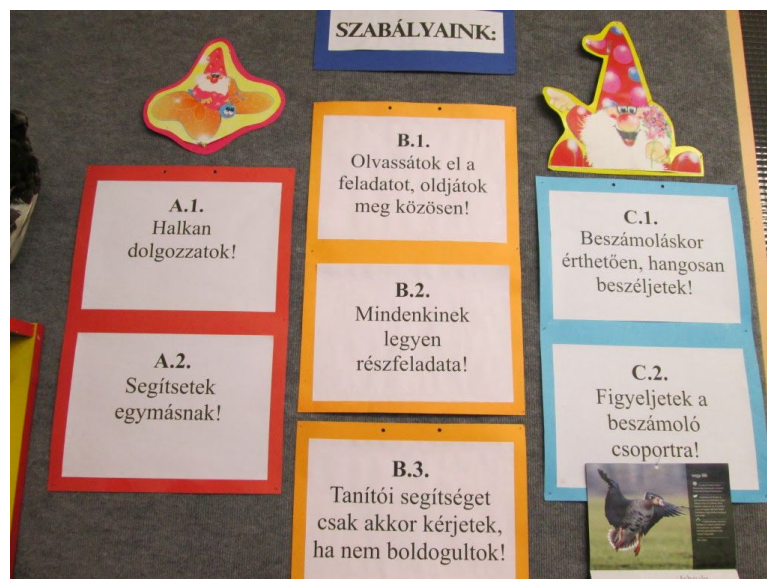 SZABÁLYAINK:
A.1.
Halkan
dolgozzatok!
A.2.
Segítsetek
egymásnak!
B.1.
Olvassátok el a
feladatot, oldjátok
meg közösen!
B.2.
Mindenkinek
legyen
részfeladata!
B.3.
Tanítói segítséget
csak akkor kérjetek,
ha nem boldogultok!
C.1.
Beszámoláskor
érthetően, hangosan
beszéljetek!
C.2.
Figyeljetek a
beszámoló
csoportra!